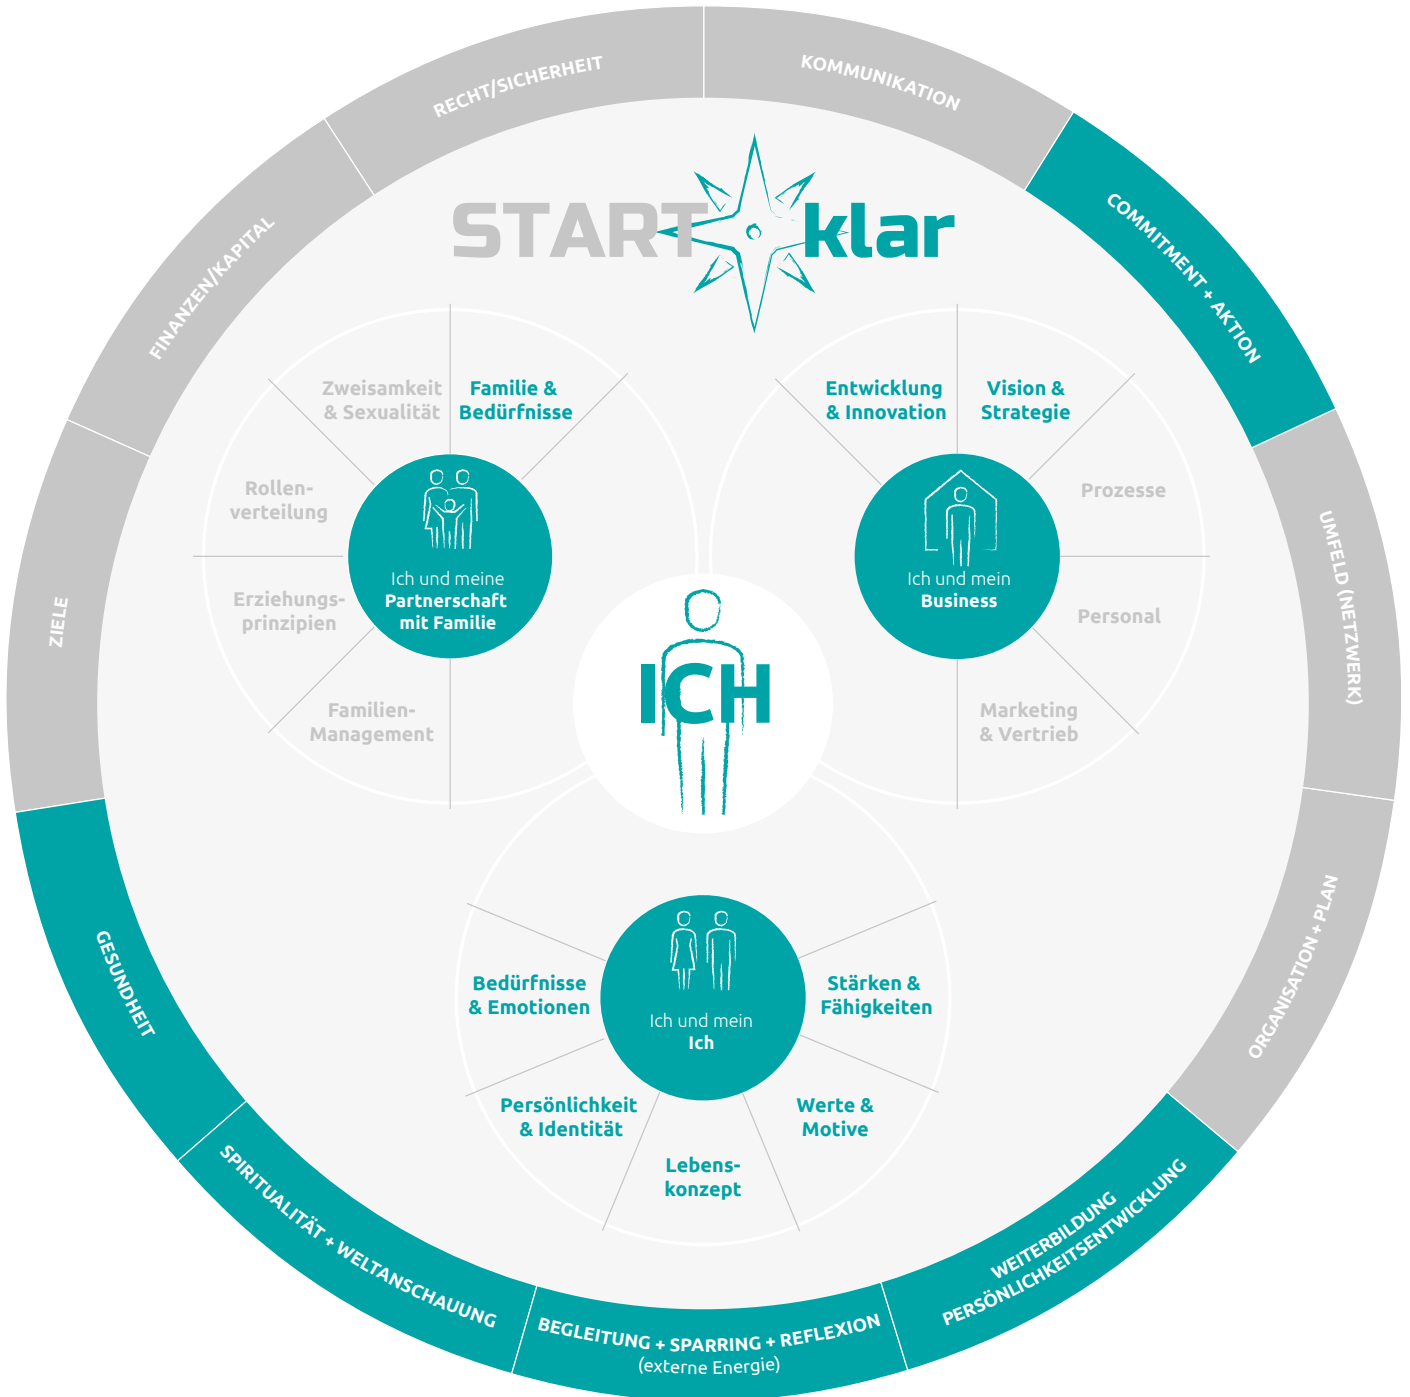 RECHT/SICHERHEIT
KOMMUNIKATION
COMMITMENT + AKTION
UMFELD (NETZWERK)
ORGANISATION + PLAN
WEITERBILDUNG
PERSÖNLICHKEITSENTWICKLUNG
BEGLEITUNG + SPARRING + REFLEXION
(externe Energie)
SPIRITUALITÄT + WELTANSCHAUUNG
GESUNDHEIT
ZIELE
FINANZEN/KAPITAL
START klar
Zweisamkeit
& Sexualität
Familie &
Bedürfnisse
Rollen-
verteilung
Erziehungs-
prinzipien
Familien-
Management
Ich und meine
Partnerschaft
mit Familie
Entwicklung
& Innovation
Vision &
Strategie
Prozesse
Personal
Marketing
& Vertrieb
Ich und mein
Business
ICH
Bedürfnisse
& Emotionen
Stärken &
Fähigkeiten
Ich und mein
Ich
Persönlichkeit
& Identität
Werte &
Motive
Lebens-
konzept